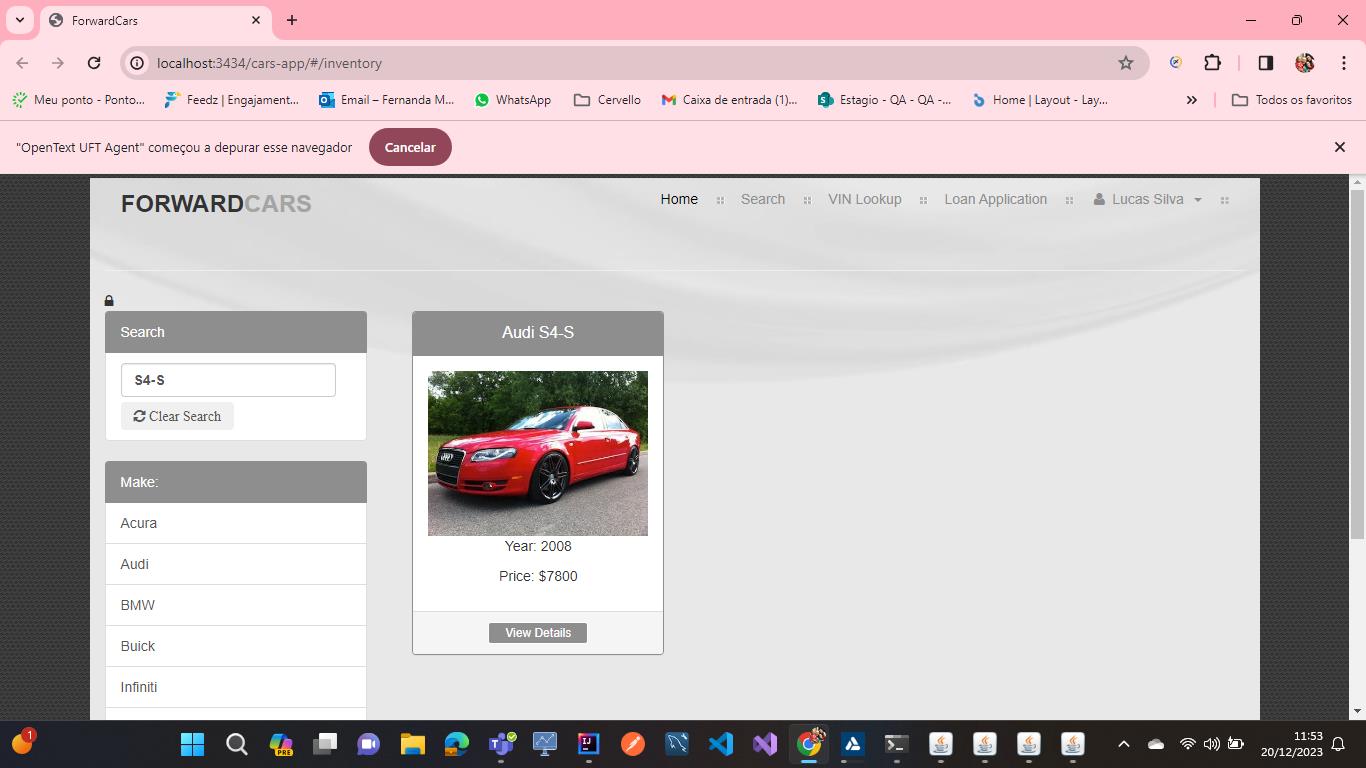 ForwardCars
localhost:3434/cars-app/#/inventory
Meu ponto - Ponto...
Feedz | Engajament...
Email – Fernanda M...
WhatsApp
Cervello
Caixa de entrada (1)...
Estagio - QA - QA -...
Home | Layout - Lay...
Todos os favoritos
"OpenText UFT Agent" começou a depurar esse navegador
Cancelar
FORWARDCARS
Home
Search
VIN Lookup
Loan Application
Lucas Silva
Search
S4-S
Clear Search
Make:
Acura
Audi
BMW
Buick
Infiniti
Audi S4-S
Year: 2008
Price: $7800
View Details
1
PRE
11:53
20/12/2023